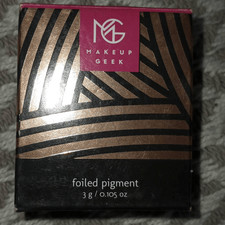 MG
MAKEUP
GEEK
foiled pigment
3 g / 0.105 oz